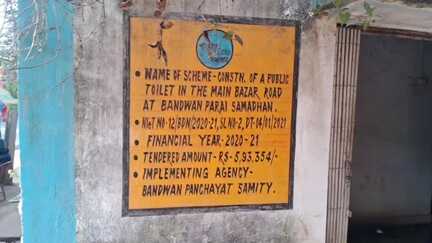 • NAME OF SCHEME - CONSTN. OF A PUBLIC
TOILET IN THE MAIN BAZAR, ROAD
AT BANDWAN PARAI SAMADHAN.
• NIeT NO-12/BDN/2020-21, SL NO-2, DT-14/01/2021
• FINANCIAL YEAR- 2020-21
• TENDERED AMOUNT- RS- 5,93,354/-
• IMPLEMENTING AGENCY-
BANDWAN PANCHAYAT SAMITY.